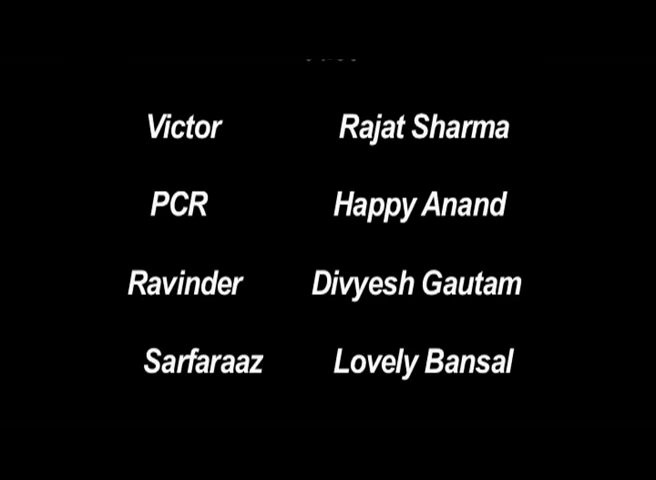 Victor Rajat Sharma
PCR Happy Anand
Ravinder Divyesh Gautam
Sarfaraaz Lovely Bansal